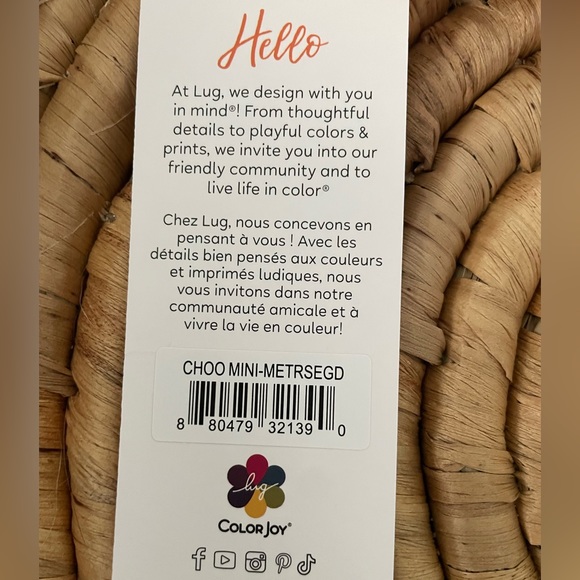 Hello
At Lug, we design with you
in mind®! From thoughtful
details to playful colors &
prints, we invite you into our
friendly community and to
live life in color®
Chez Lug, nous concevons en
pensant à vous ! Avec les
détails bien pensés aux couleurs
et imprimés ludiques, nous
vous invitons dans notre
communauté amicale et à
vivre la vie en couleur!
CHOO MINI-METRSEGD
8 80479 32139 0
lug
COLORJOY®